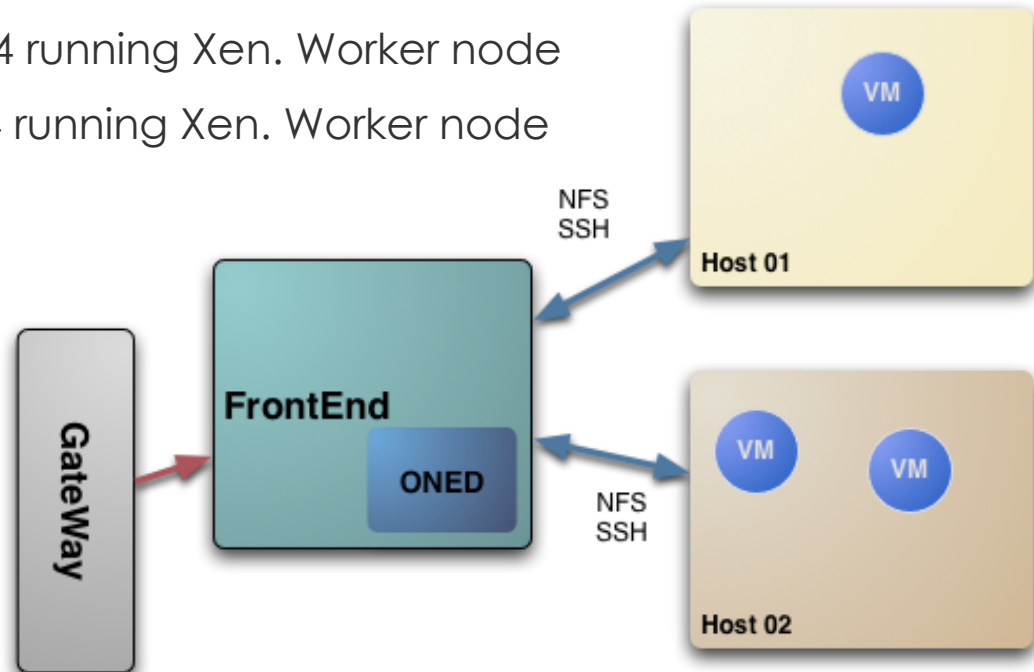 4 running Xen. Worker node
running Xen. Worker node
VM
NFS
SSH
Host 01
FrontEnd
ONED
GateWay
VM
VM
NFS
SSH
Host 02